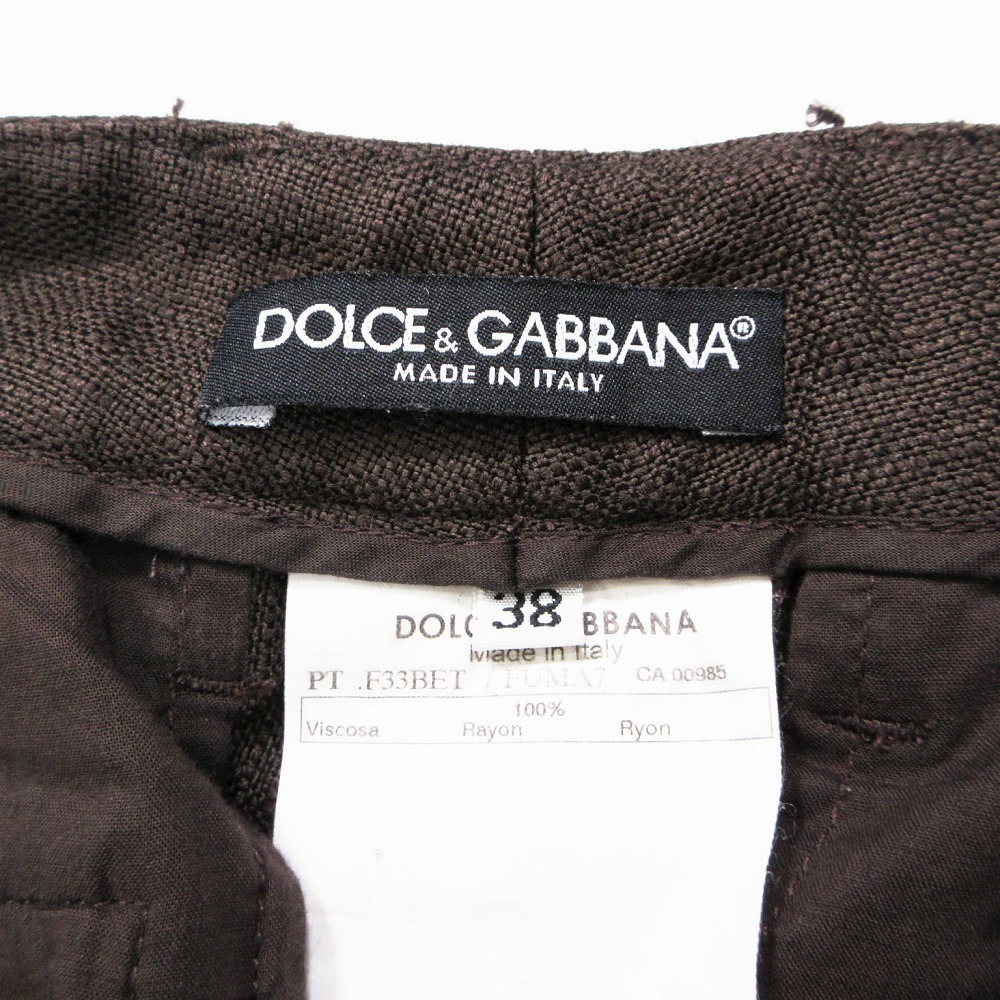 DOLCE & GABBANA®
MADE IN ITALY
38
DOLC BBANA
Made in Italy
PT .F33BET / FUMA7 CA 00985
100%
Viscosa Rayon Ryon